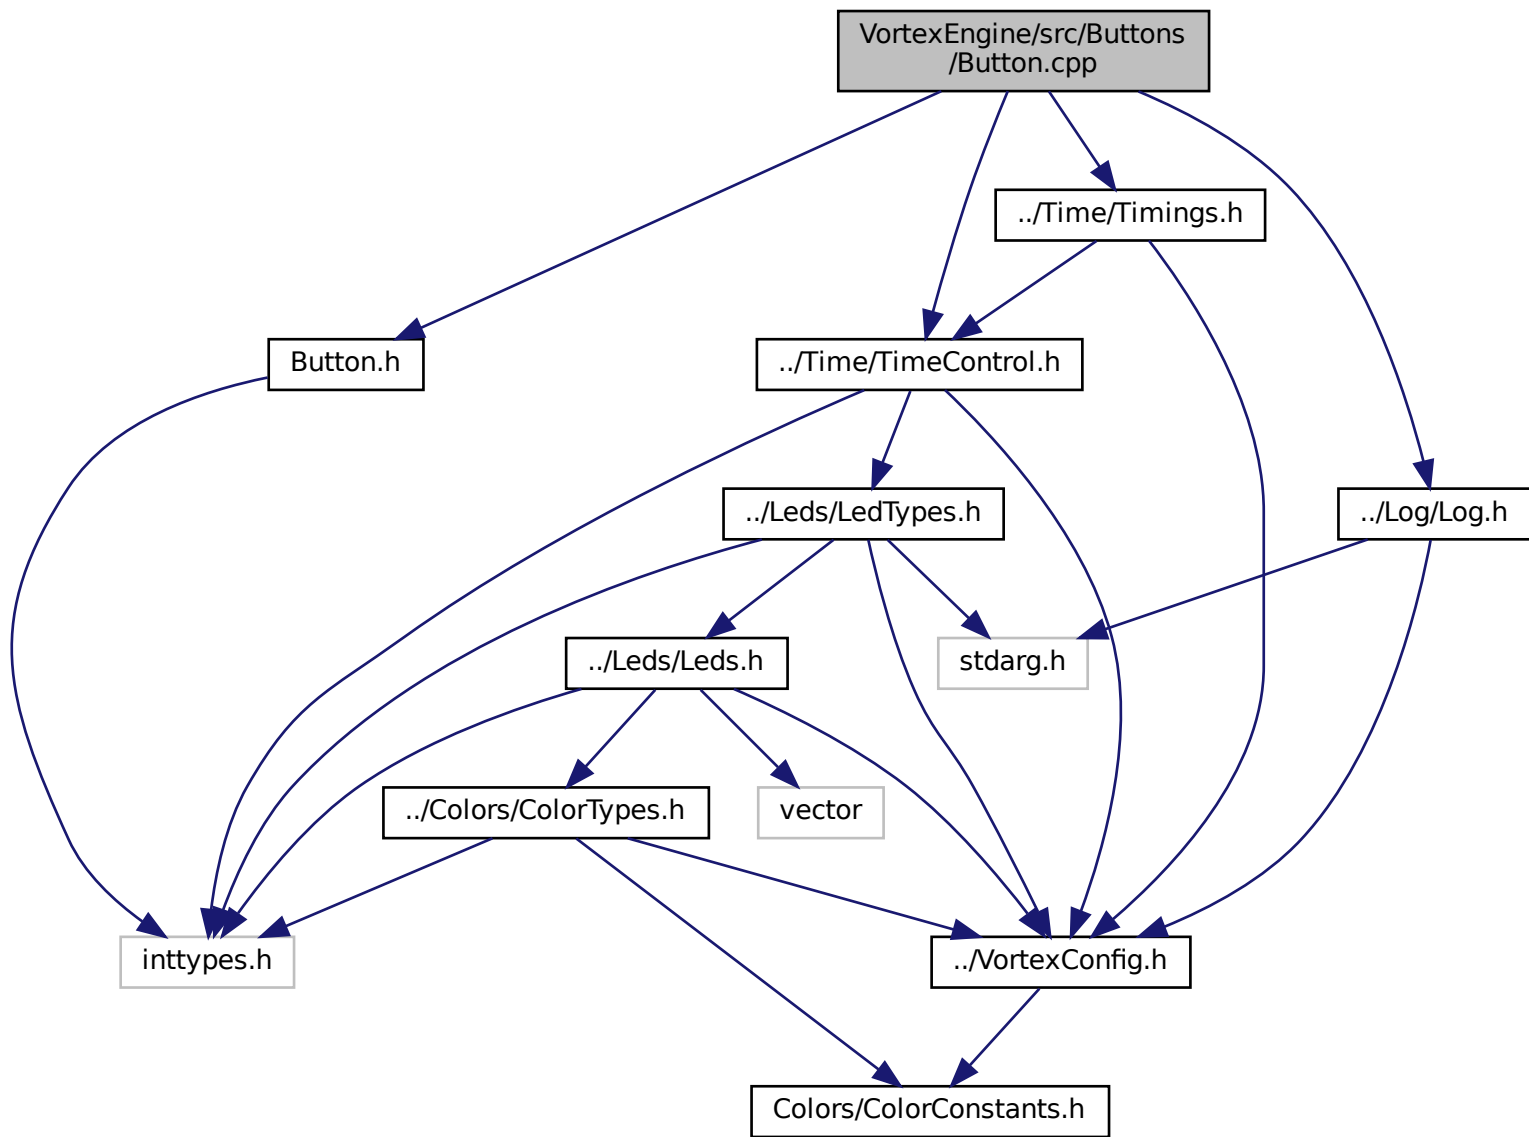 VortexEngine/src/Buttons
/Button.cpp
../Time/Timings.h
Button.h
../Time/TimeControl.h
../Leds/LedTypes.h
../Log/Log.h
../Leds/Leds.h
stdarg.h
../Colors/ColorTypes.h
vector
inttypes.h
../VortexConfig.h
Colors/ColorConstants.h